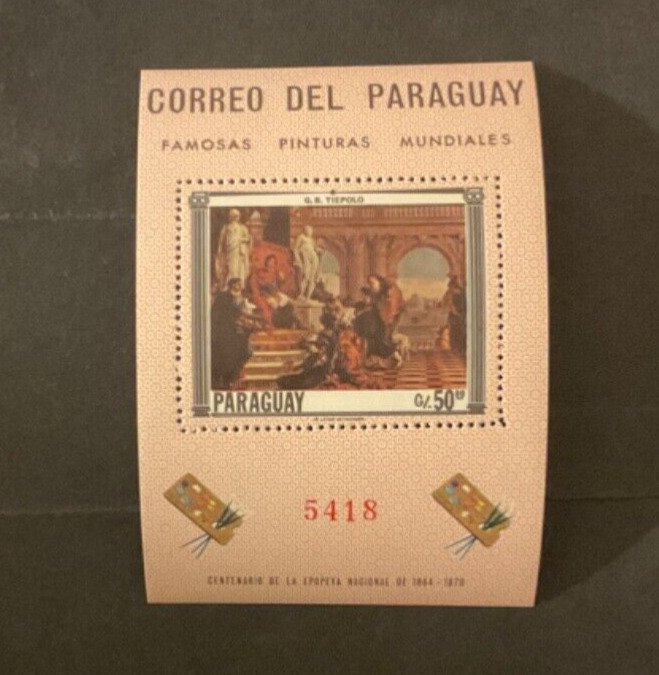 CORREO DEL PARAGUAY
FAMOSAS PINTURAS MUNDIALES
G. B. TIEPOLO
PARAGUAY G/. 50
5418
CENTENARIO DE LA EPOPEYA NACIONAL DE 1864 - 1870